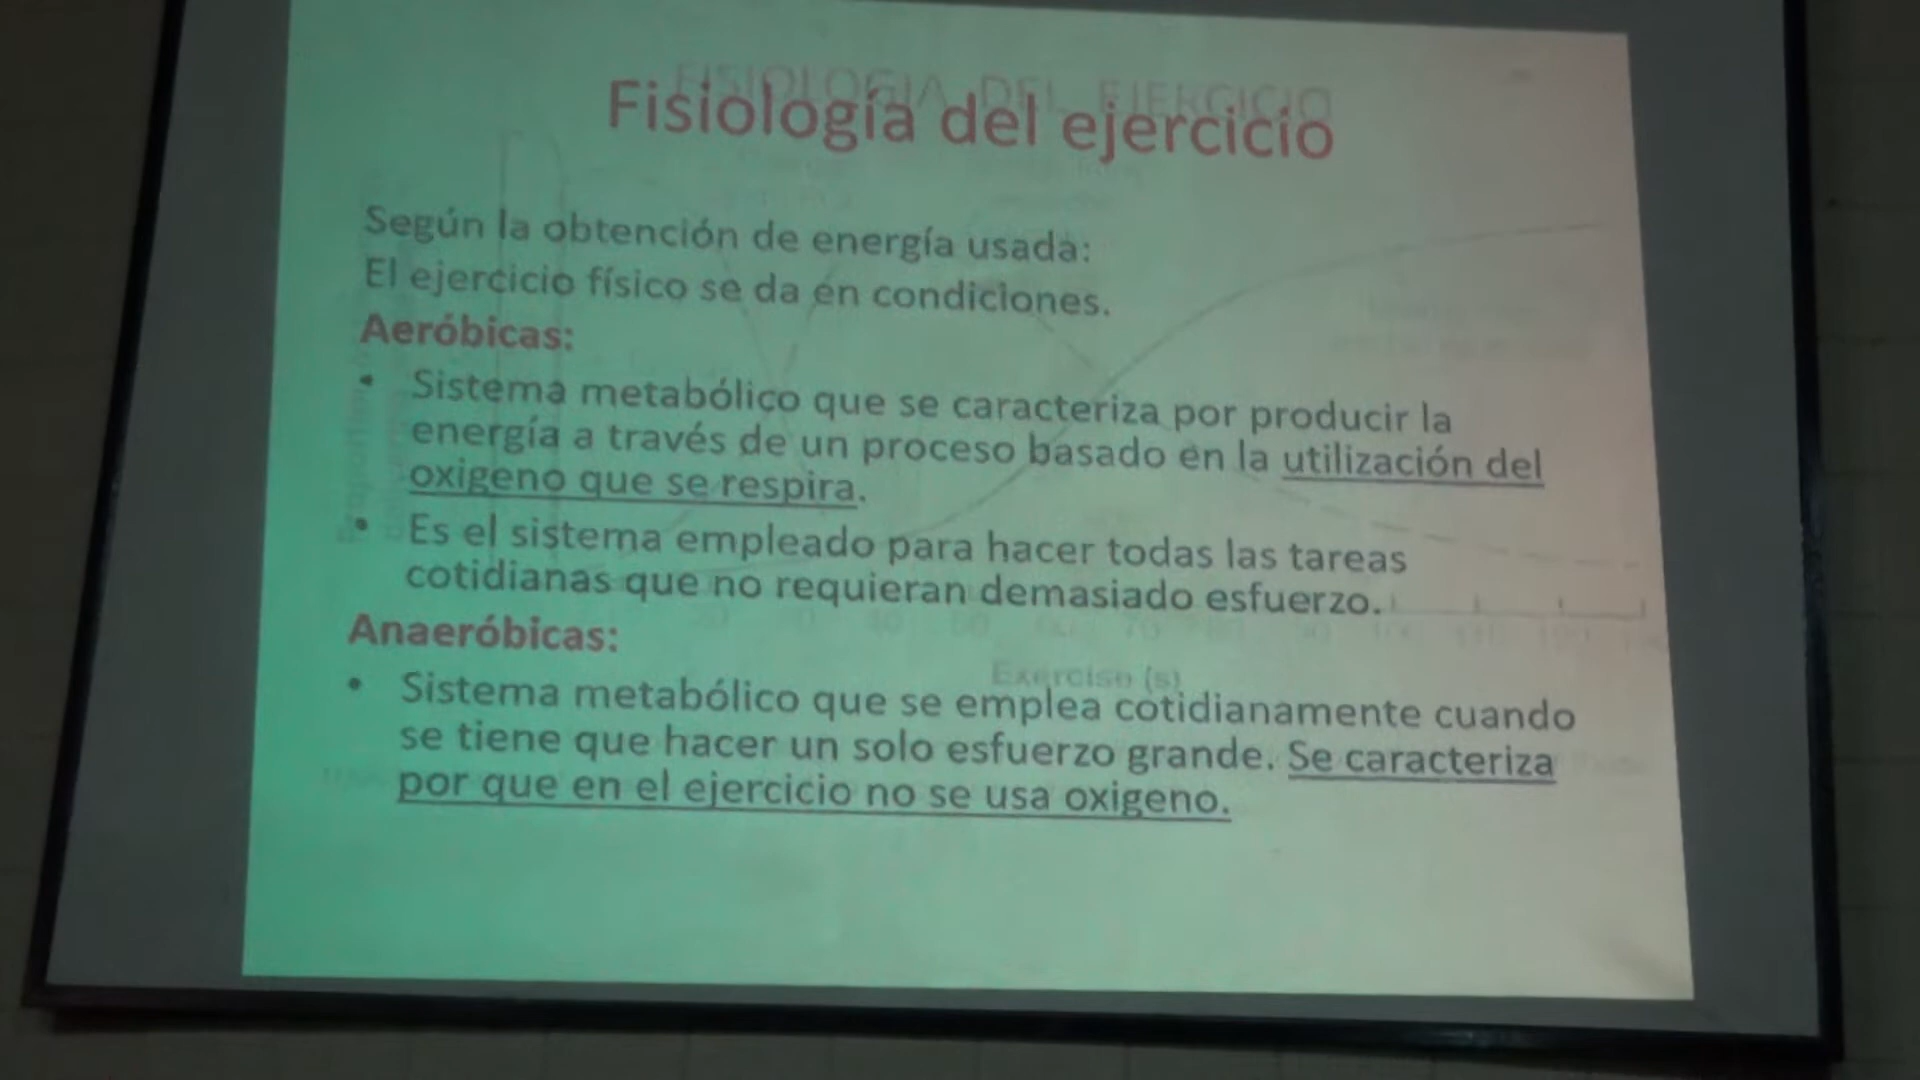 Fisiología del ejercicio
FISIOLOGIA DEL EJERCICIO
Según la obtención de energía usada:
El ejercicio físico se da en condiciones.
Aeróbicas:
• Sistema metabólico que se caracteriza por producir la
energía a través de un proceso basado en la utilización del
oxigeno que se respira.
• Es el sistema empleado para hacer todas las tareas
cotidianas que no requieran demasiado esfuerzo.
Anaeróbicas:
Exercise (s)
• Sistema metabólico que se emplea cotidianamente cuando
se tiene que hacer un solo esfuerzo grande. Se caracteriza
por que en el ejercicio no se usa oxigeno.